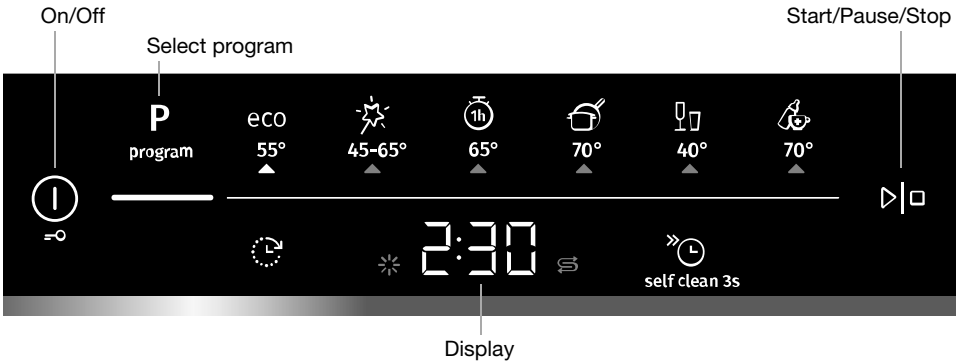 On/Off
Start/Pause/Stop
Select program
P
program
eco
55°
45-65°
1h
65°
70°
40°
70°
2:30
self clean 3s
Display